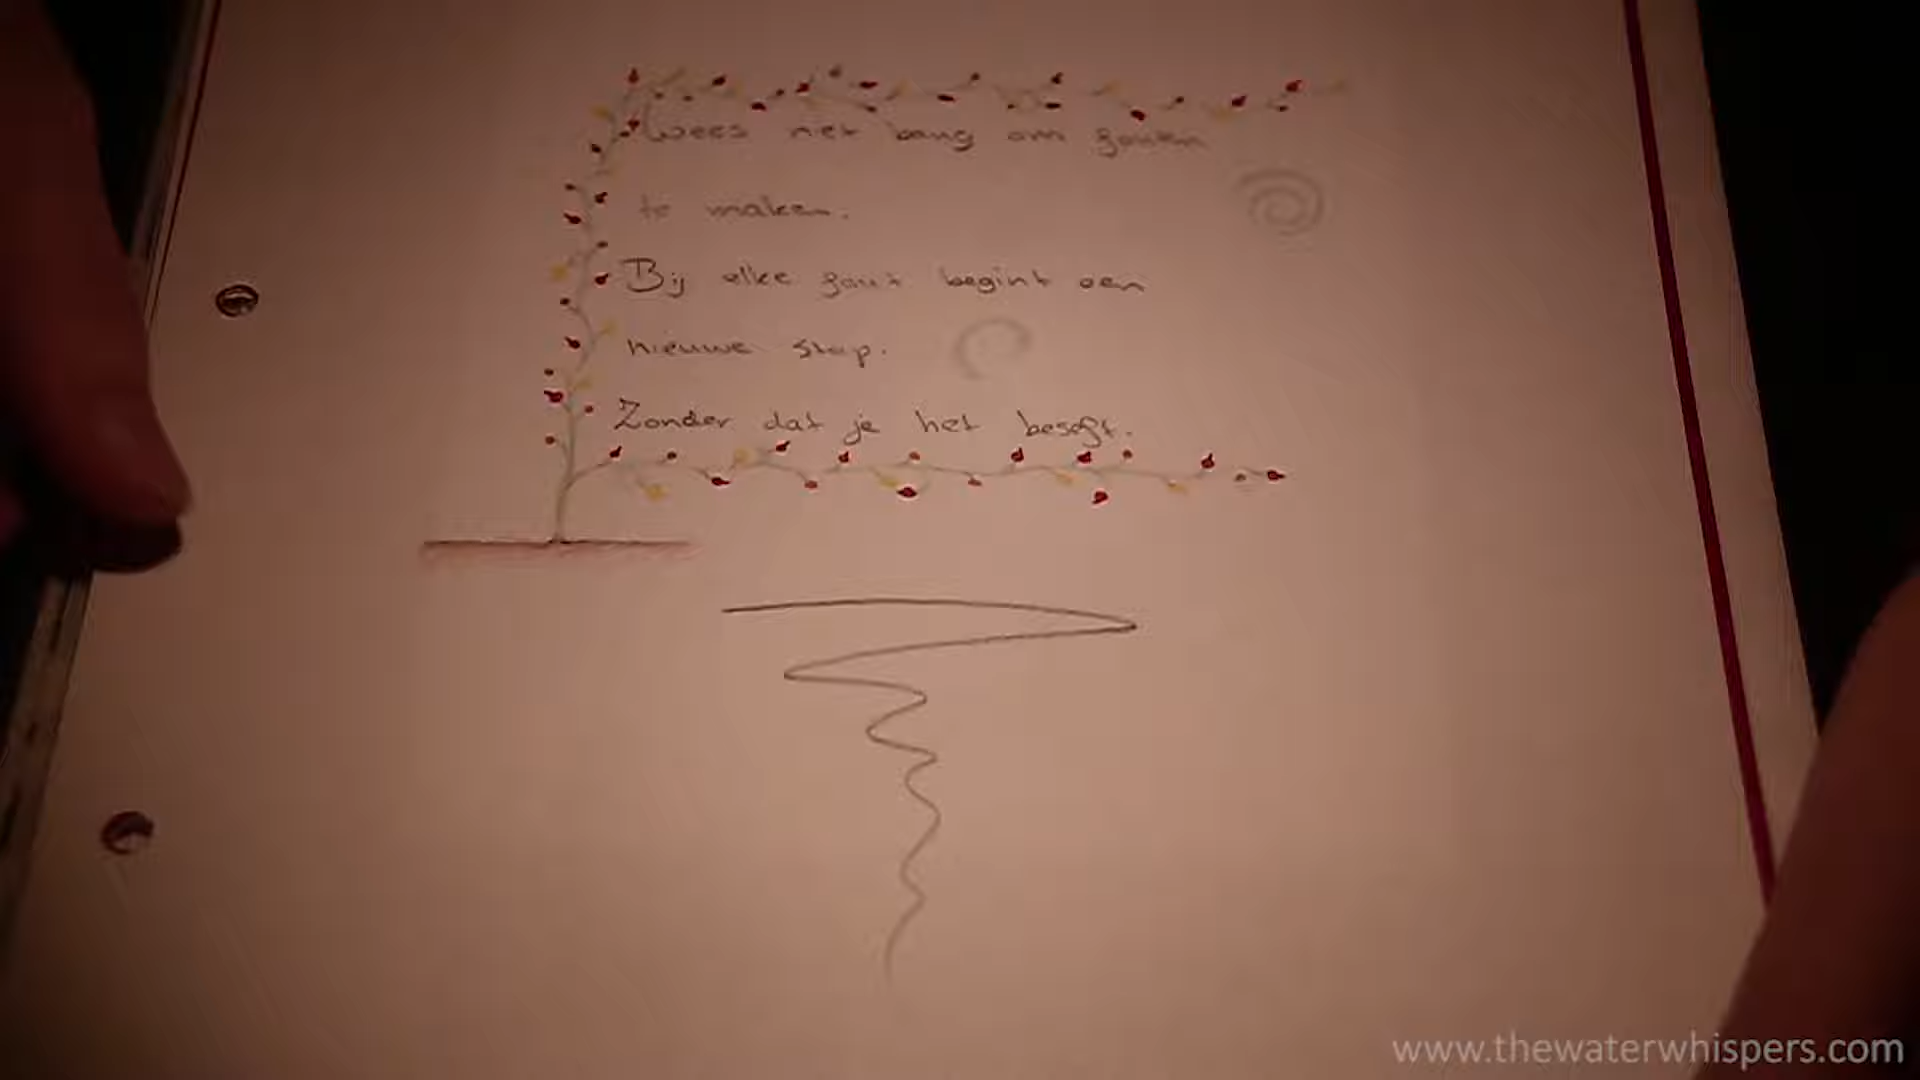 Wees niet bang om fouten
te maken.
Bij elke fout begint een
nieuwe stap.
Zonder dat je het beseft.
www.thewaterwhispers.com